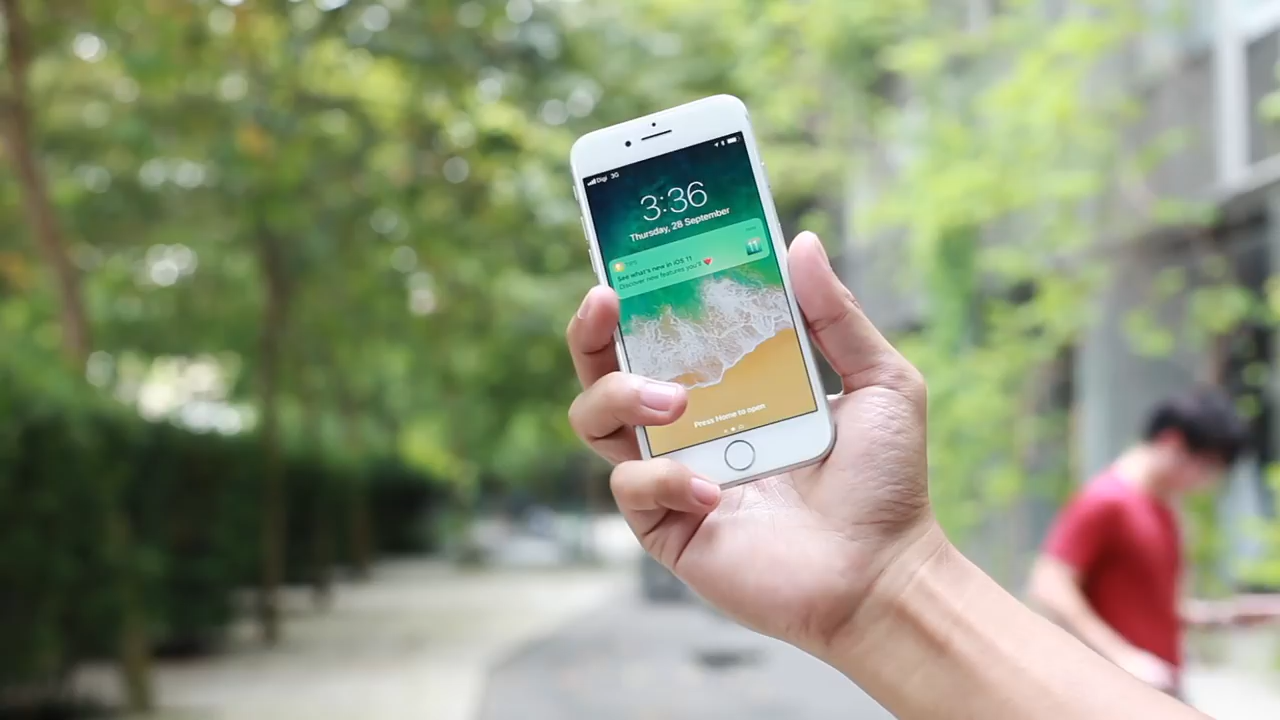 Digi 3G
3:36
Thursday, 28 September
TIPS
See what's new in iOS 11
Discover new features you'll ❤️
11
Press Home to open